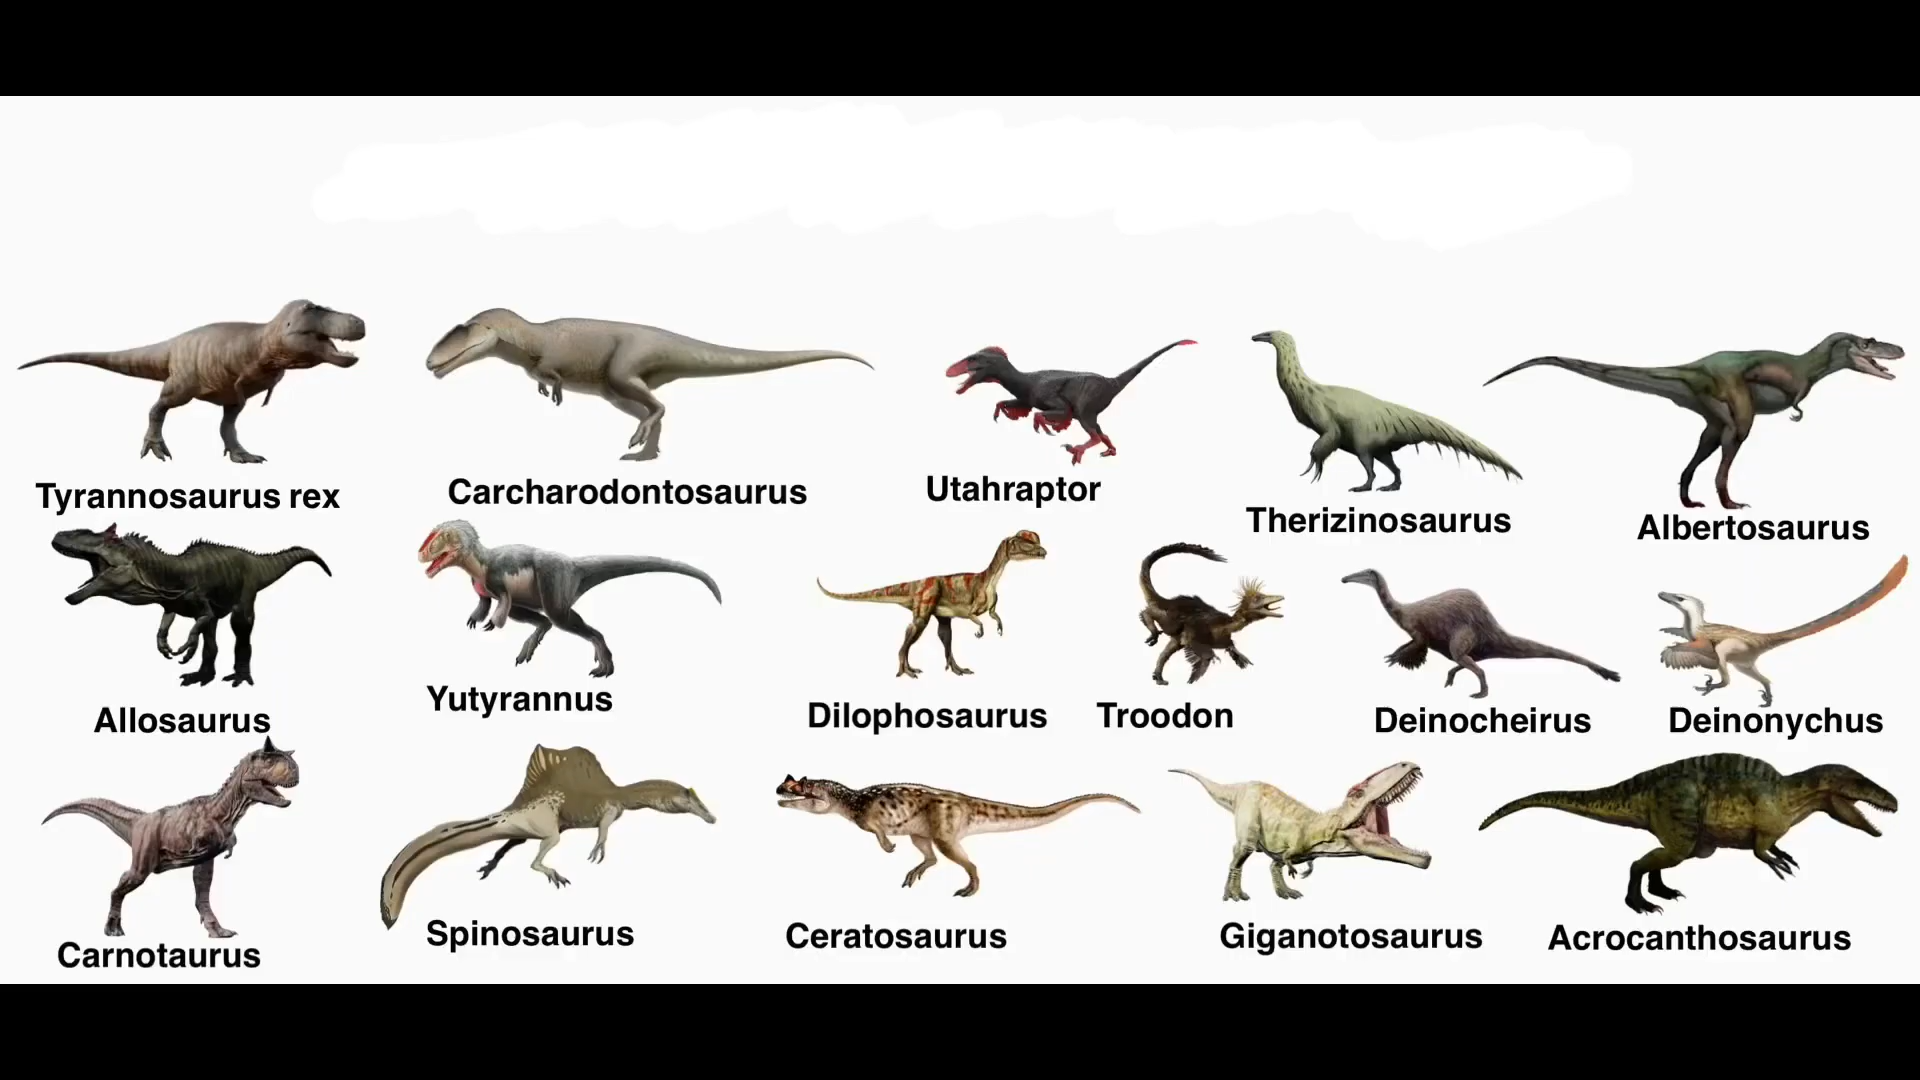 Tyrannosaurus rex
Carcharodontosaurus
Utahraptor
Therizinosaurus
Albertosaurus
Allosaurus
Yutyrannus
Dilophosaurus
Troodon
Deinocheirus
Deinonychus
Carnotaurus
Spinosaurus
Ceratosaurus
Giganotosaurus
Acrocanthosaurus